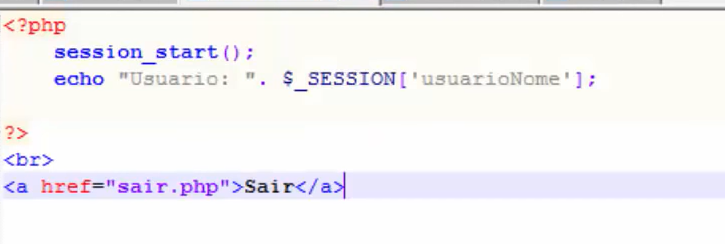 <?php
session_start();
echo "Usuario: ". $_SESSION['usuarioNome'];
?>
<br>
<a href="sair.php">Sair</a>